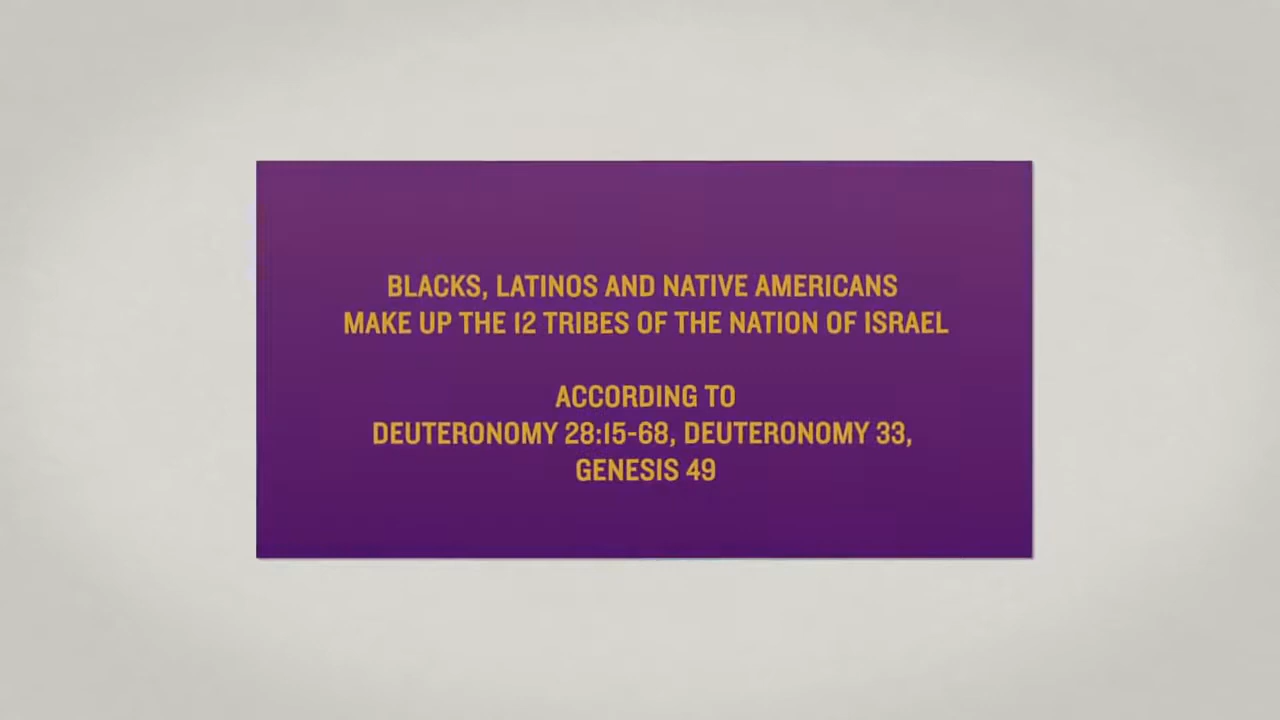 BLACKS, LATINOS AND NATIVE AMERICANS
MAKE UP THE 12 TRIBES OF THE NATION OF ISRAEL
ACCORDING TO
DEUTERONOMY 28:15-68, DEUTERONOMY 33,
GENESIS 49